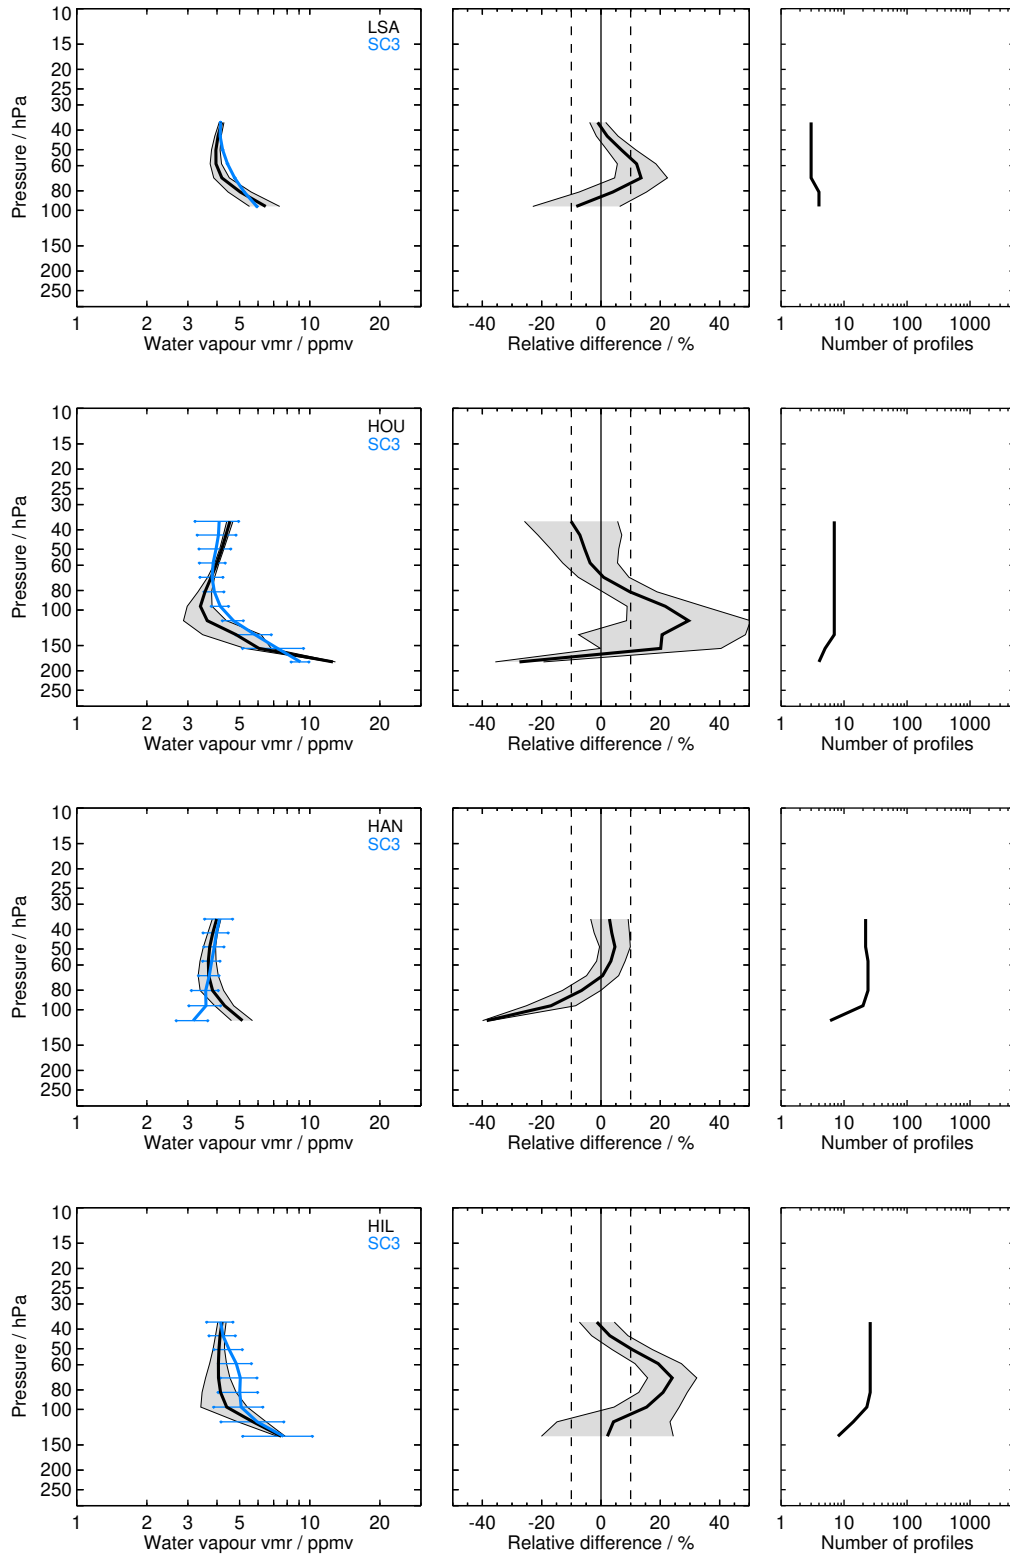 10
15
20
25
30
40
50
60
80
100
150
200
250
Pressure / hPa
LSA
SC3
1 2 3 5 10 20
Water vapour vmr / ppmv
-40 -20 0 20 40
Relative difference / %
1 10 100 1000
Number of profiles
10
15
20
25
30
40
50
60
80
100
150
200
250
Pressure / hPa
HOU
SC3
1 2 3 5 10 20
Water vapour vmr / ppmv
-40 -20 0 20 40
Relative difference / %
1 10 100 1000
Number of profiles
10
15
20
25
30
40
50
60
80
100
150
200
250
Pressure / hPa
HAN
SC3
1 2 3 5 10 20
Water vapour vmr / ppmv
-40 -20 0 20 40
Relative difference / %
1 10 100 1000
Number of profiles
10
15
20
25
30
40
50
60
80
100
150
200
250
Pressure / hPa
HIL
SC3
1 2 3 5 10 20
Water vapour vmr / ppmv
-40 -20 0 20 40
Relative difference / %
1 10 100 1000
Number of profiles